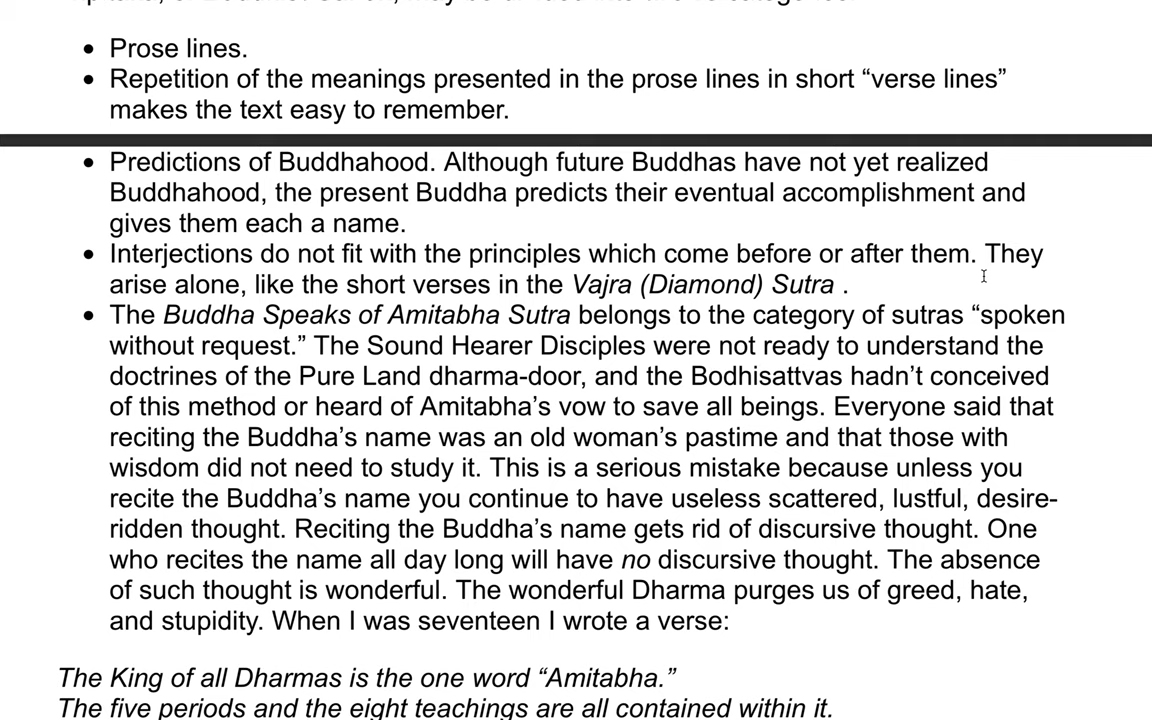 Prose lines.
Repetition of the meanings presented in the prose lines in short “verse lines”
makes the text easy to remember.
Predictions of Buddhahood. Although future Buddhas have not yet realized
Buddhahood, the present Buddha predicts their eventual accomplishment and
gives them each a name.
Interjections do not fit with the principles which come before or after them. They
arise alone, like the short verses in the Vajra (Diamond) Sutra .
The Buddha Speaks of Amitabha Sutra belongs to the category of sutras “spoken
without request.” The Sound Hearer Disciples were not ready to understand the
doctrines of the Pure Land dharma-door, and the Bodhisattvas hadn’t conceived
of this method or heard of Amitabha’s vow to save all beings. Everyone said that
reciting the Buddha’s name was an old woman’s pastime and that those with
wisdom did not need to study it. This is a serious mistake because unless you
recite the Buddha’s name you continue to have useless scattered, lustful, desire-
ridden thought. Reciting the Buddha’s name gets rid of discursive thought. One
who recites the name all day long will have no discursive thought. The absence
of such thought is wonderful. The wonderful Dharma purges us of greed, hate,
and stupidity. When I was seventeen I wrote a verse:
The King of all Dharmas is the one word “Amitabha.”
The five periods and the eight teachings are all contained within it.